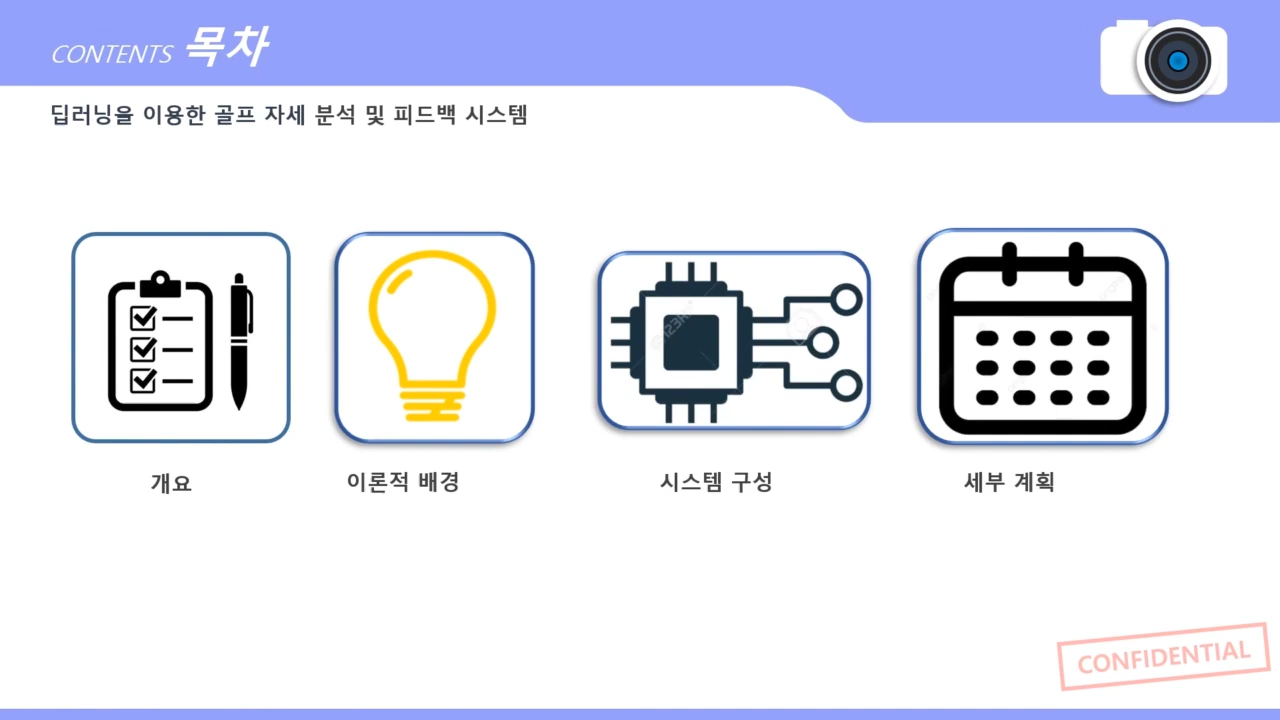 CONTENTS 목차
딥러닝을 이용한 골프 자세 분석 및 피드백 시스템
개요
이론적 배경
시스템 구성
세부 계획
CONFIDENTIAL